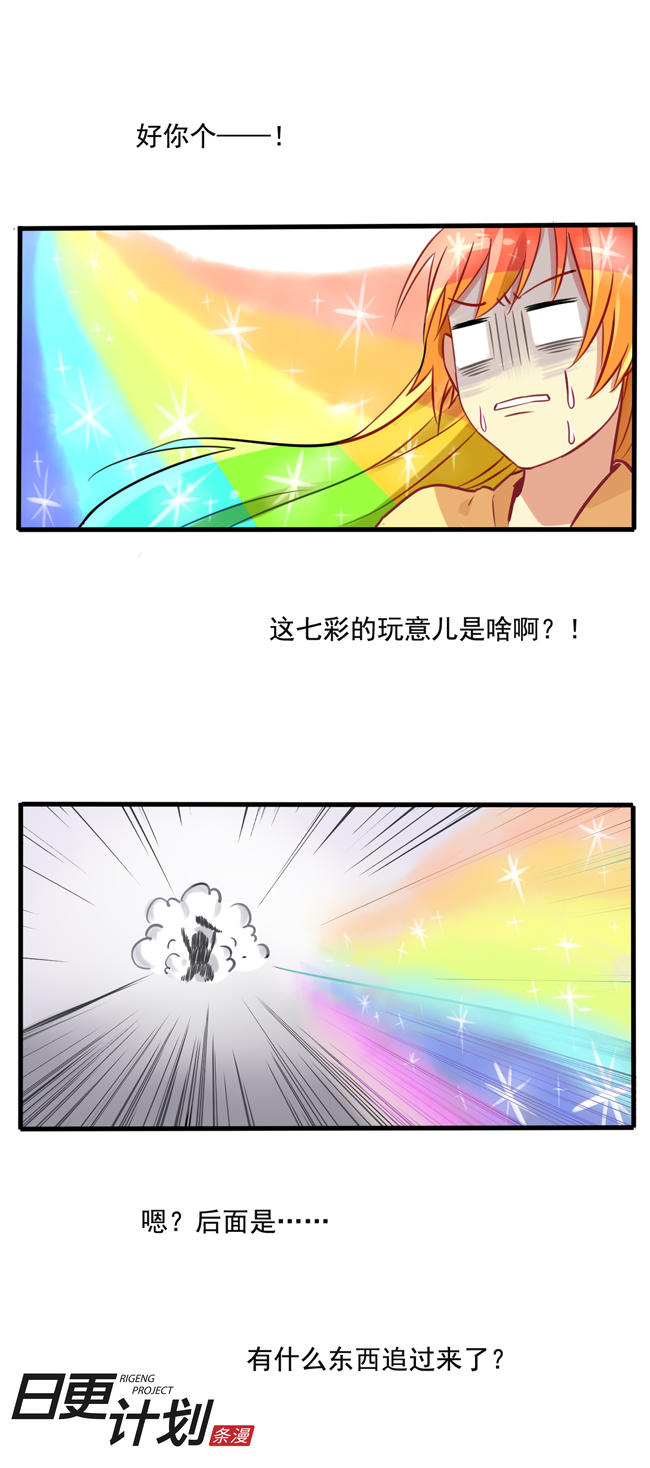 好你个——！
这七彩的玩意儿是啥啊？！
嗯？后面是……
有什么东西追过来了？
日更
RIGENG
PROJECT
计划
条漫